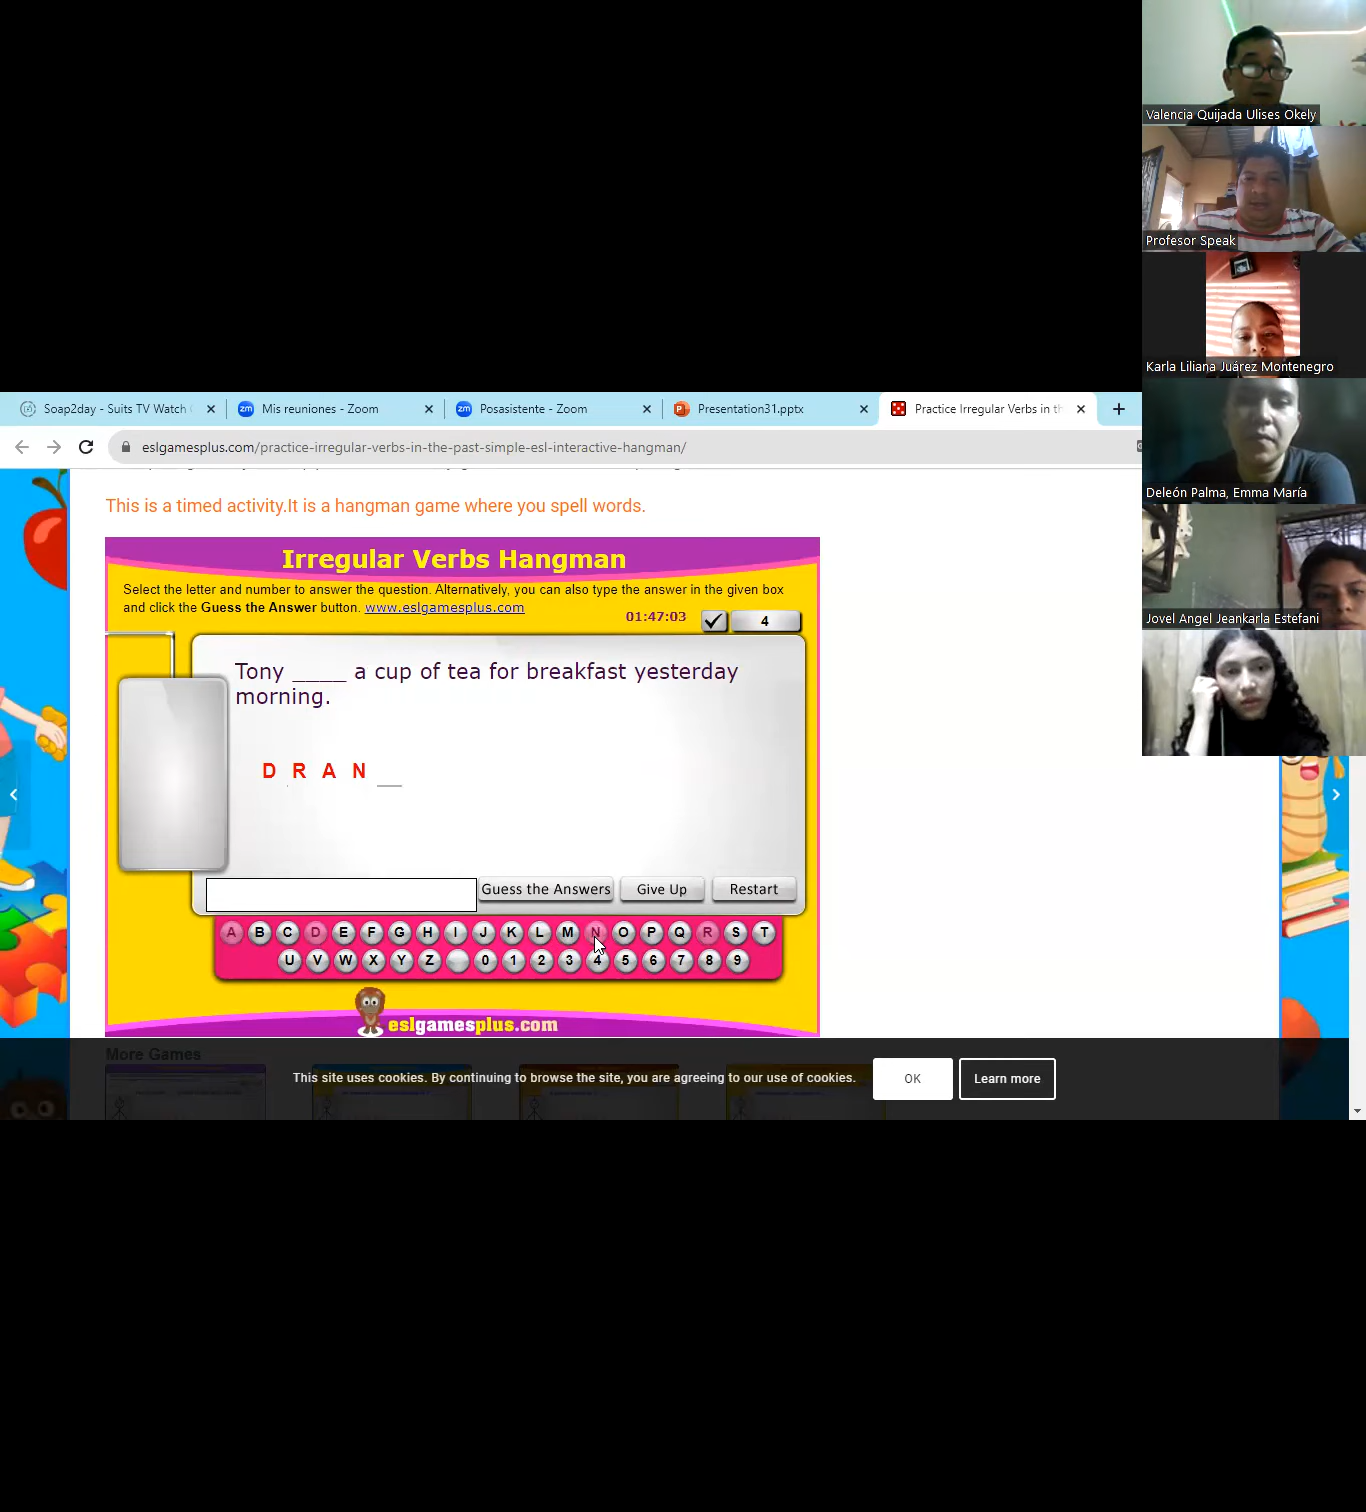 Valencia Quijada Ulises Okely
Profesor Speak
Karla Liliana Juárez Montenegro
Deleón Palma, Emma María
Jovel Angel Jeankarla Estefani
Soap2day - Suits TV Watch
Mis reuniones - Zoom
Posasistente - Zoom
Presentation31.pptx
Practice Irregular Verbs in th
eslgamesplus.com/practice-irregular-verbs-in-the-past-simple-esl-interactive-hangman/
This is a timed activity.It is a hangman game where you spell words.
Irregular Verbs Hangman
Select the letter and number to answer the question. Alternatively, you can also type the answer in the given box
and click the Guess the Answer button. www.eslgamesplus.com
01:47:03
4
Tony ____ a cup of tea for breakfast yesterday
morning.
D R A N __
Guess the Answers Give Up Restart
A B C D E F G H I J K L M N O P Q R S T
U V W X Y Z 0 1 2 3 4 5 6 7 8 9
eslgamesplus.com
More Games
This site uses cookies. By continuing to browse the site, you are agreeing to our use of cookies.
OK
Learn more